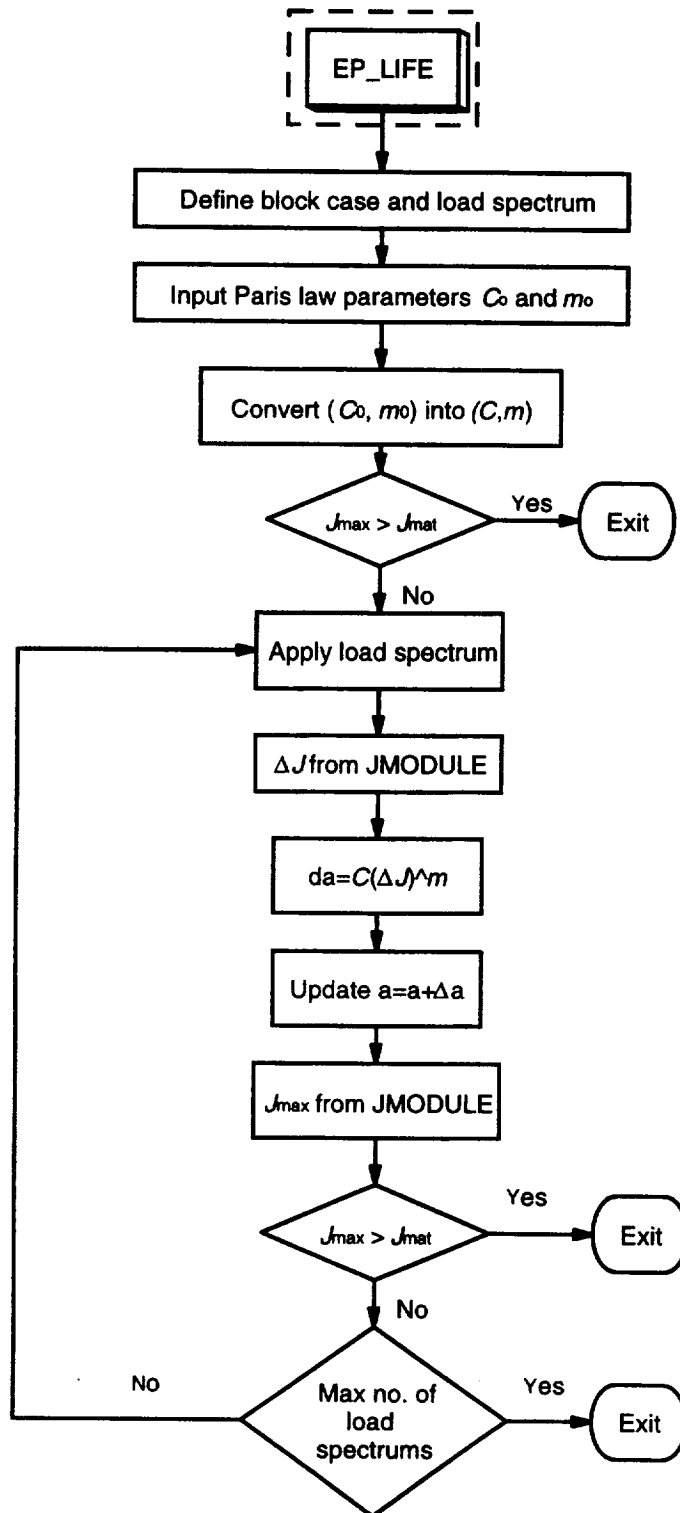 EP_LIFE
Define block case and load spectrum
Input Paris law parameters C₀ and m₀
Convert (C₀, m₀) into (C,m)
Jmax > Jmat
Yes
Exit
No
Apply load spectrum
ΔJ from JMODULE
da=C(ΔJ)^m
Update a=a+Δa
Jmax from JMODULE
Jmax > Jmat
Yes
Exit
No
No
Max no. of
load
spectrums
Yes
Exit